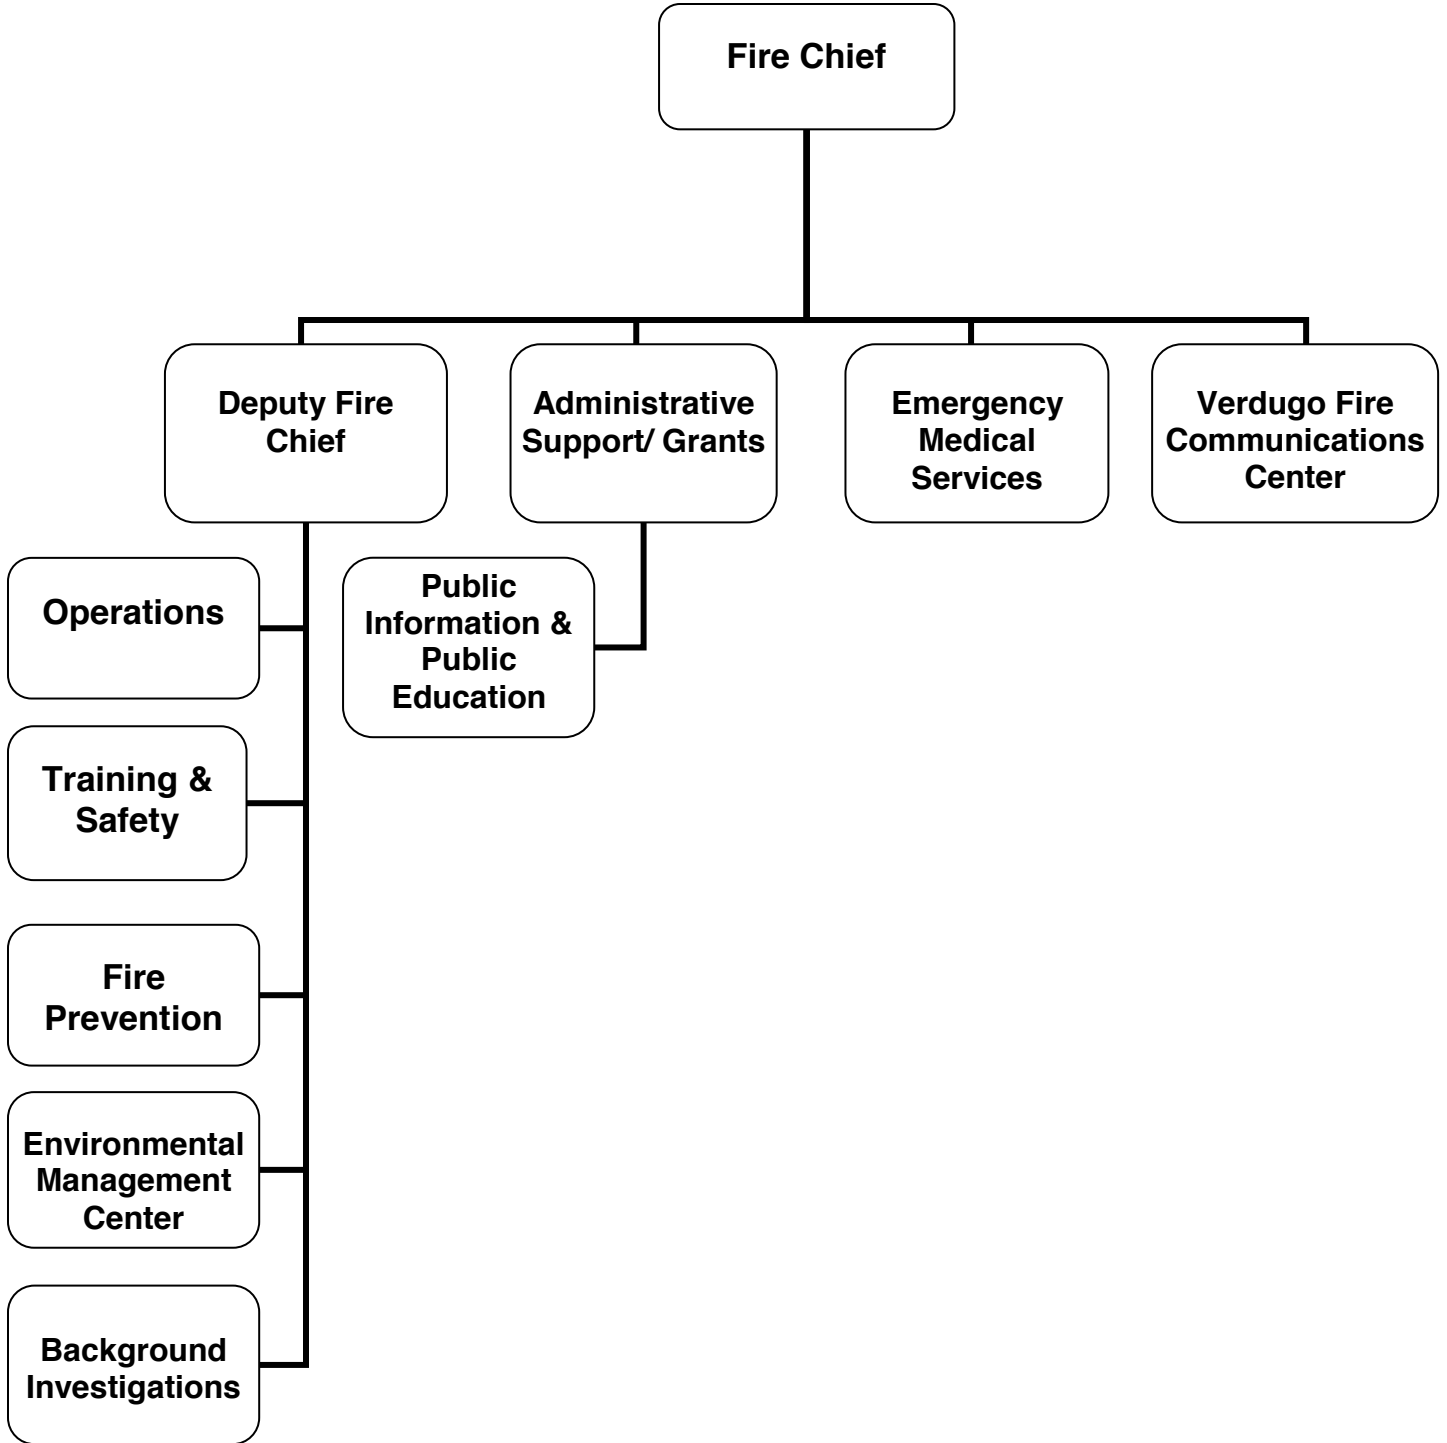 Fire Chief
Deputy Fire
Chief
Administrative
Support/ Grants
Emergency
Medical
Services
Verdugo Fire
Communications
Center
Operations
Public
Information &
Public
Education
Training &
Safety
Fire
Prevention
Environmental
Management
Center
Background
Investigations